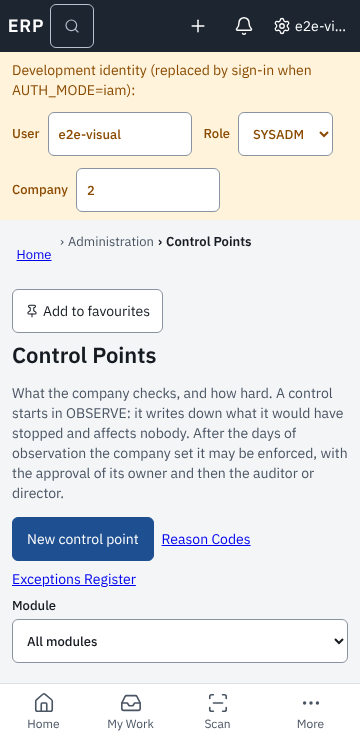 ERP
e2e-vi...
Development identity (replaced by sign-in when
AUTH_MODE=iam):
User e2e-visual Role SYSADM
Company 2
Home › Administration › Control Points
Add to favourites
Control Points
What the company checks, and how hard. A control
starts in OBSERVE: it writes down what it would have
stopped and affects nobody. After the days of
observation the company set it may be enforced, with
the approval of its owner and then the auditor or
director.
New control point Reason Codes
Exceptions Register
Module
All modules
Home My Work Scan More